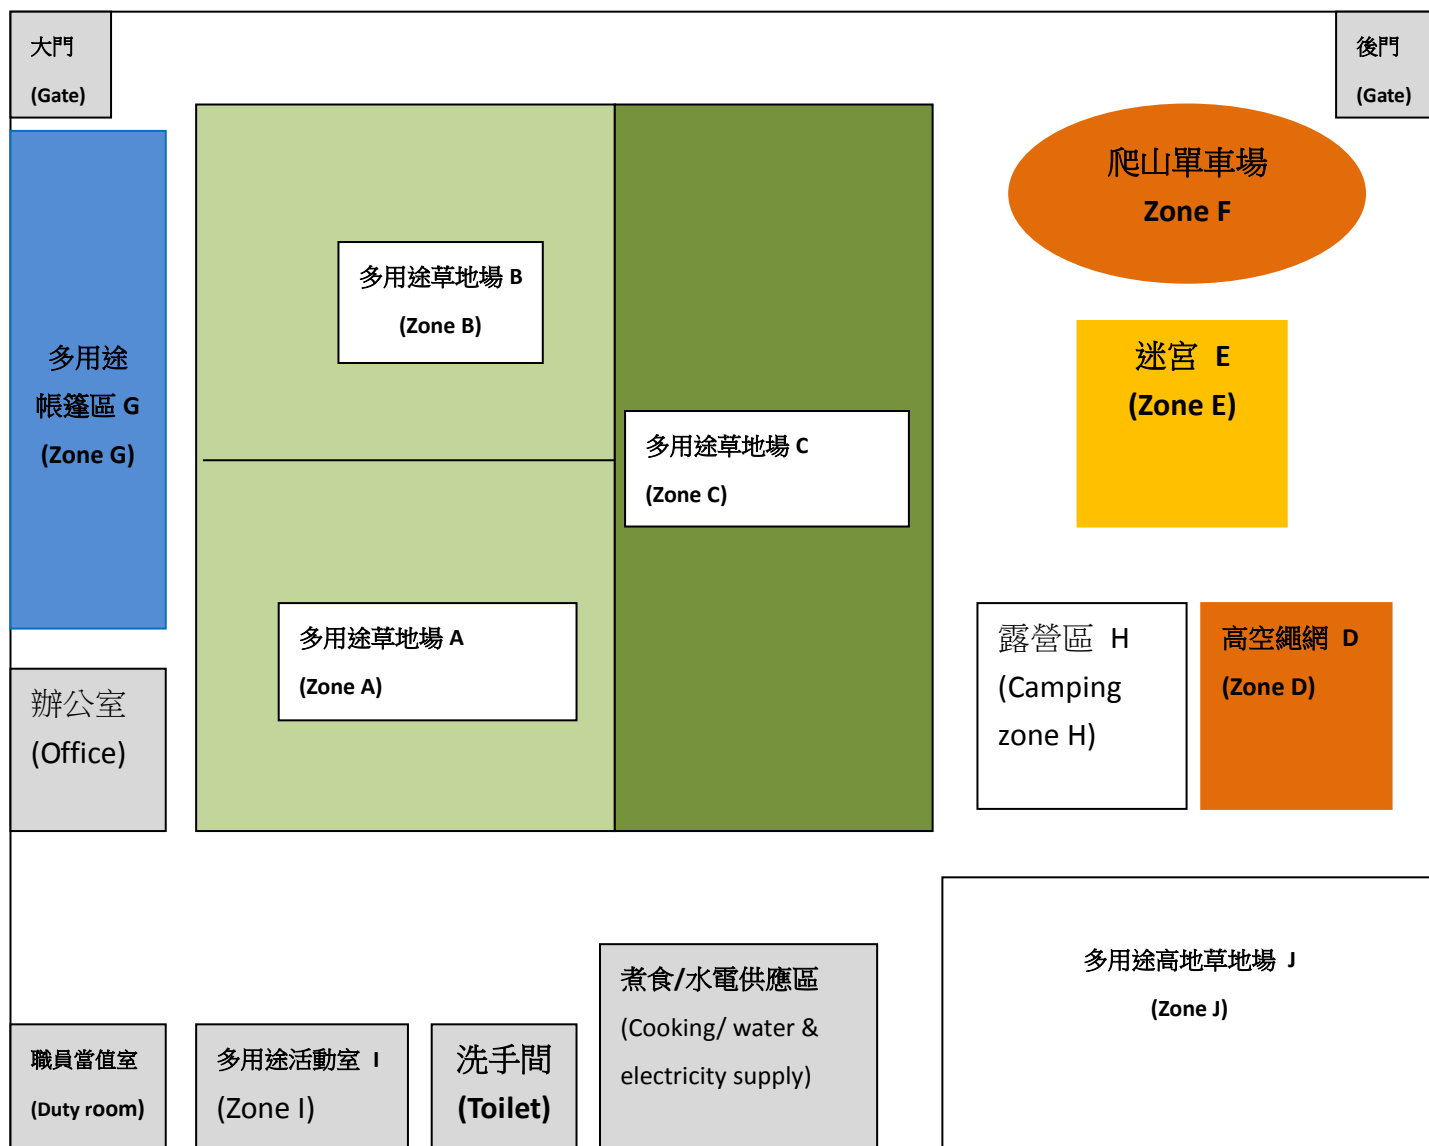 大門
(Gate)
後門
(Gate)
爬山單車場
Zone F
多用途草地場 B
(Zone B)
迷宮 E
(Zone E)
多用途
帳篷區 G
(Zone G)
多用途草地場 C
(Zone C)
多用途草地場 A
(Zone A)
露營區 H
(Camping
zone H)
高空繩網 D
(Zone D)
辦公室
(Office)
多用途高地草地場 J
(Zone J)
煮食/水電供應區
(Cooking/ water &
electricity supply)
職員當值室
(Duty room)
多用途活動室 I
(Zone I)
洗手間
(Toilet)